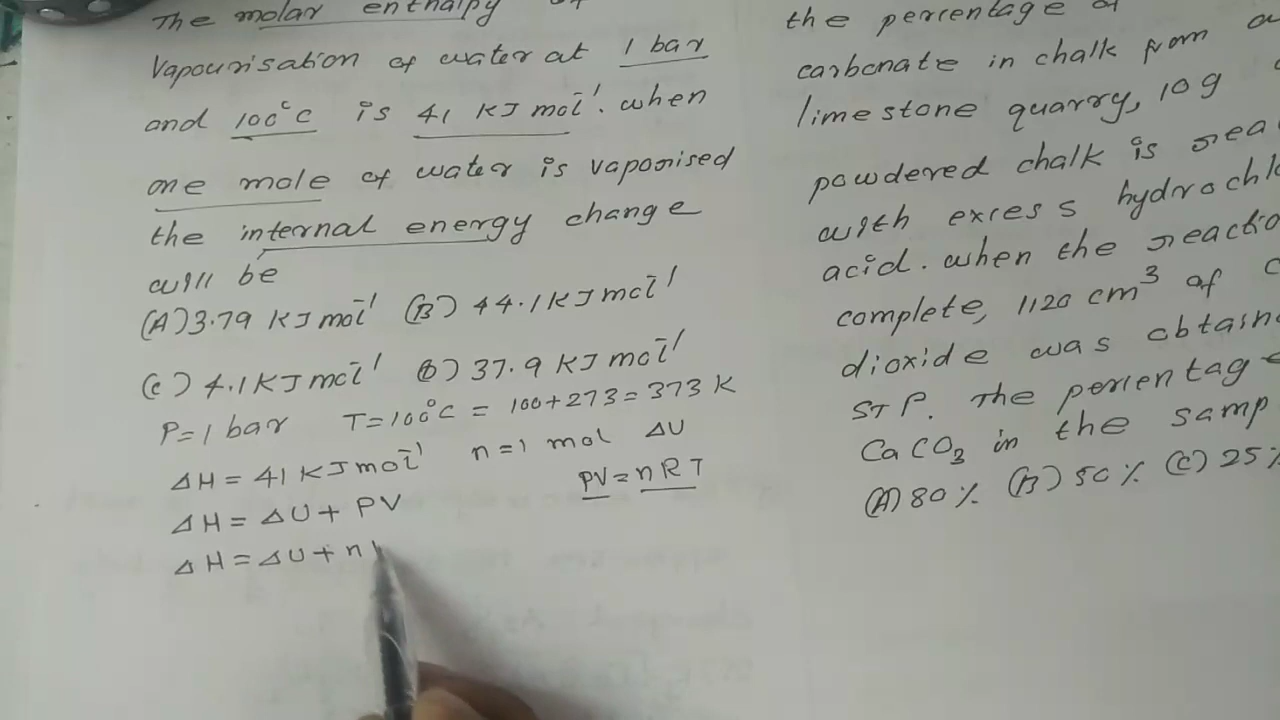 The molar enthalpy
Vapourisation of water at 1 bar
and 100°C is 41 KJ mol⁻¹. when
one mole of water is vaporised
the internal energy change
will be
(A) 3.79 KJ mol⁻¹ (B) 44.1 KJ mol⁻¹
(C) 4.1 KJ mol⁻¹ (D) 37.9 KJ mol⁻¹
P = 1 bar T = 100°C = 100+273 = 373 K
ΔH = 41 KJ mol⁻¹ n = 1 mol ΔU
ΔH = ΔU + PV PV = nRT
ΔH = ΔU + n
the percentage
carbonate in chalk from
limestone quarry, 10g
powdered chalk is
with excess
acid. when the
complete, 1120 cm³ of
dioxide was
STP. The
CaCO₃ in the
(A) 80% (B) 50% (C) 25%